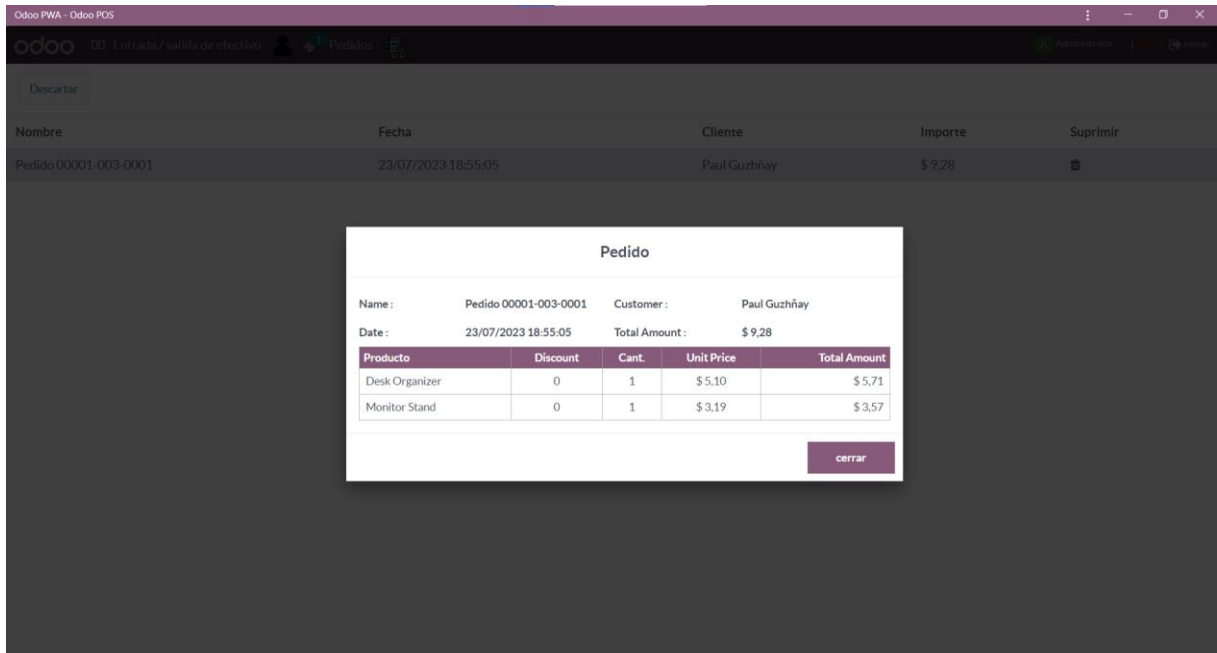 Odoo PWA - Odoo POS
odoo Entrada / salida de efectivo 1 Pedidos Administrator 1 cerrar
Descartar
Nombre Fecha Cliente Importe Suprimir
Pedido 00001-003-0001 23/07/2023 18:55:05 Paul Guzhñay $ 9,28
Pedido
Name : Pedido 00001-003-0001 Customer : Paul Guzhñay
Date : 23/07/2023 18:55:05 Total Amount : $ 9,28
Producto Discount Cant. Unit Price Total Amount
Desk Organizer 0 1 $ 5,10 $ 5,71
Monitor Stand 0 1 $ 3,19 $ 3,57
cerrar